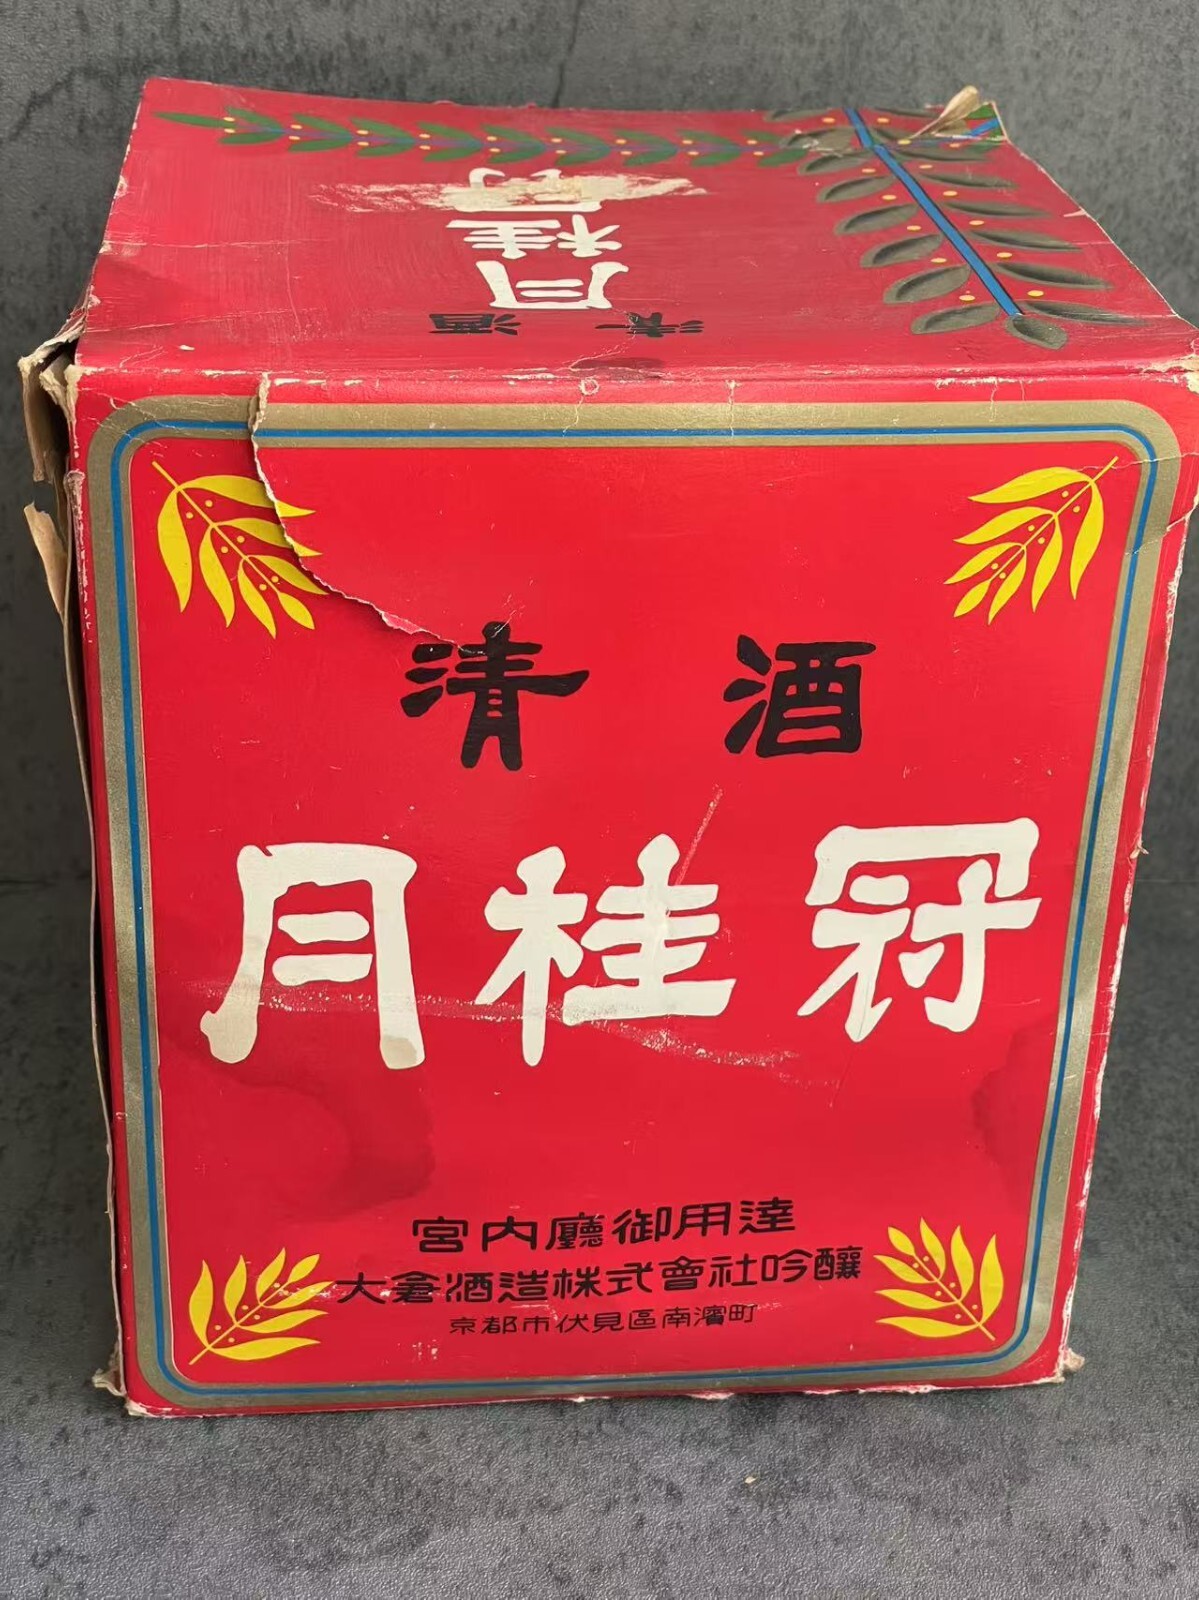 月桂冠
清酒
清酒
月桂冠
宮内廳御用達
大倉酒造株式會社吟釀
京都市伏見區南濱町